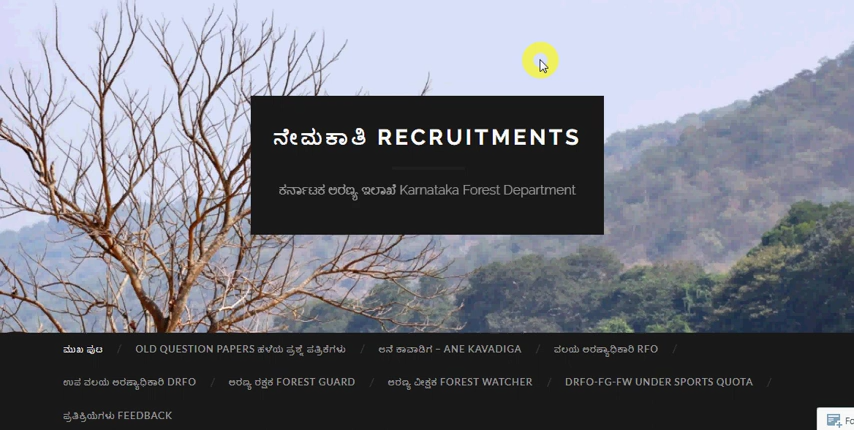 ನೇಮಕಾತಿ RECRUITMENTS
ಕರ್ನಾಟಕ ಅರಣ್ಯ ಇಲಾಖೆ Karnataka Forest Department
ಮುಖ ಪುಟ / OLD QUESTION PAPERS ಹಳೆಯ ಪ್ರಶ್ನೆ ಪತ್ರಿಕೆಗಳು / ಆನೆ ಕಾವಾಡಿಗ – ANE KAVADIGA / ವಲಯ ಅರಣ್ಯಾಧಿಕಾರಿ RFO /
ಉಪ ವಲಯ ಅರಣ್ಯಾಧಿಕಾರಿ DRFO / ಅರಣ್ಯ ರಕ್ಷಕ FOREST GUARD / ಅರಣ್ಯ ವೀಕ್ಷಕ FOREST WATCHER / DRFO-FG-FW UNDER SPORTS QUOTA /
ಪ್ರತಿಕ್ರಿಯೆಗಳು FEEDBACK
Fo